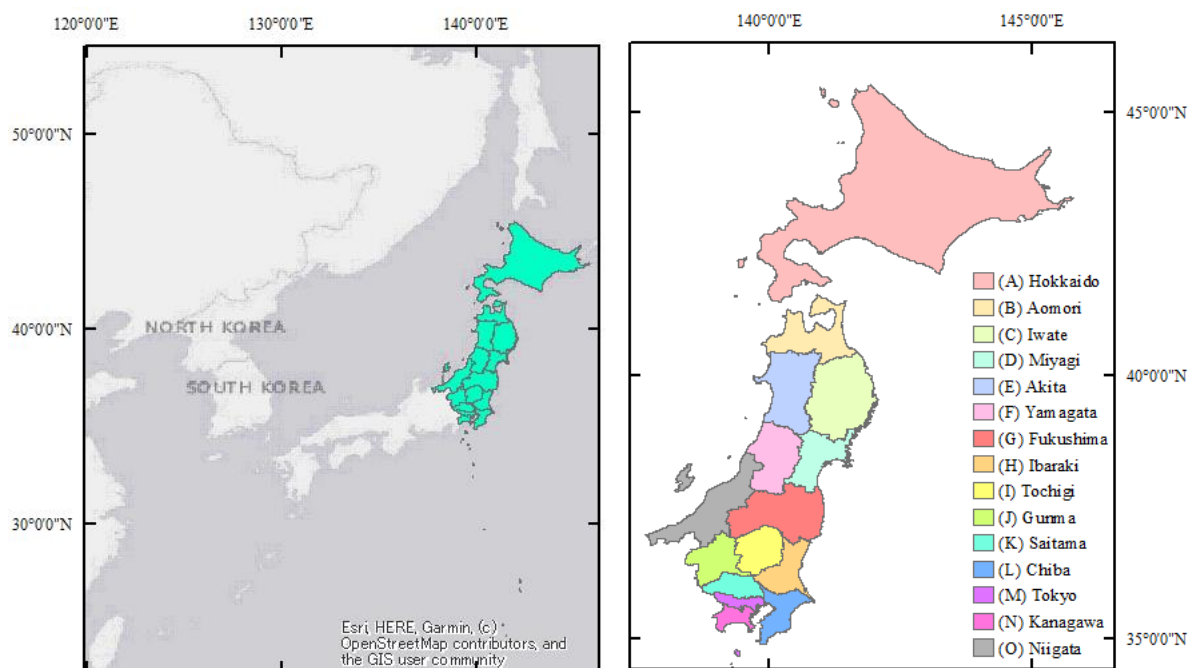 120°0'0"E 130°0'0"E 140°0'0"E
50°0'0"N
40°0'0"N
30°0'0"N
NORTH KOREA
SOUTH KOREA
Esri, HERE, Garmin, (c)
OpenStreetMap contributors, and
the GIS user community
140°0'0"E 145°0'0"E
45°0'0"N
40°0'0"N
35°0'0"N
(A) Hokkaido
(B) Aomori
(C) Iwate
(D) Miyagi
(E) Akita
(F) Yamagata
(G) Fukushima
(H) Ibaraki
(I) Tochigi
(J) Gunma
(K) Saitama
(L) Chiba
(M) Tokyo
(N) Kanagawa
(O) Niigata